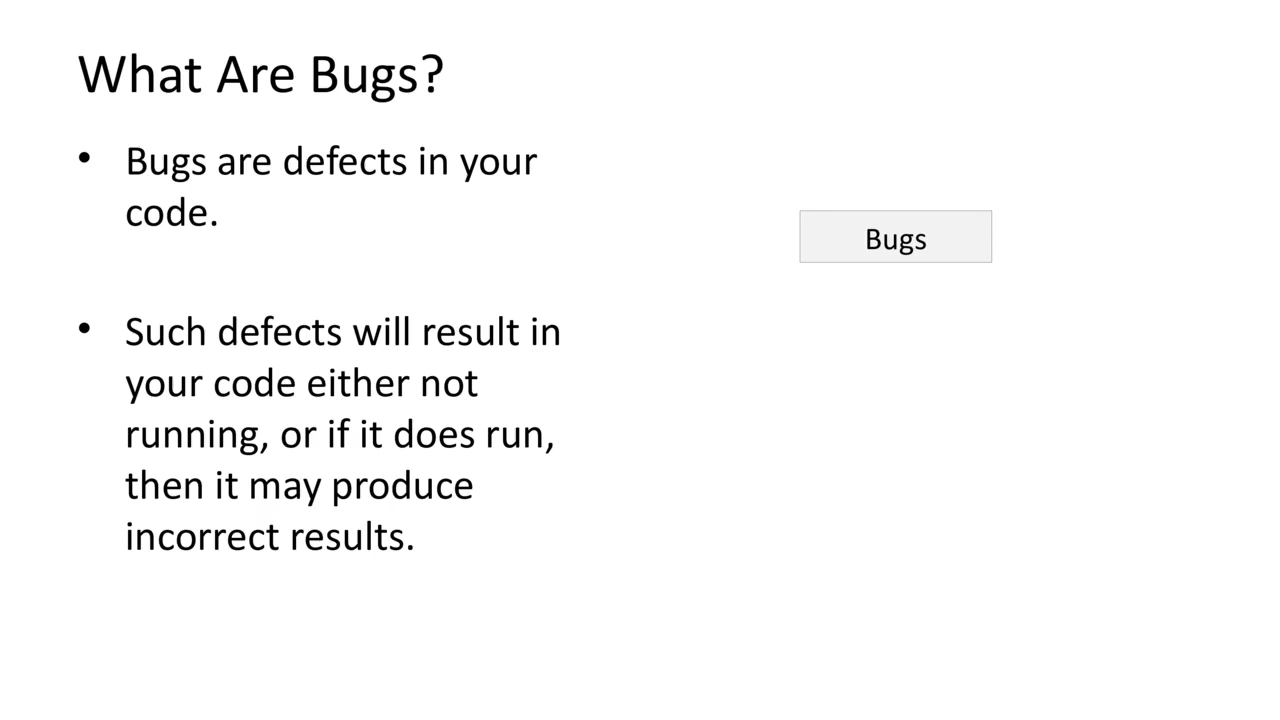 What Are Bugs?
• Bugs are defects in your
code.
• Such defects will result in
your code either not
running, or if it does run,
then it may produce
incorrect results.
Bugs